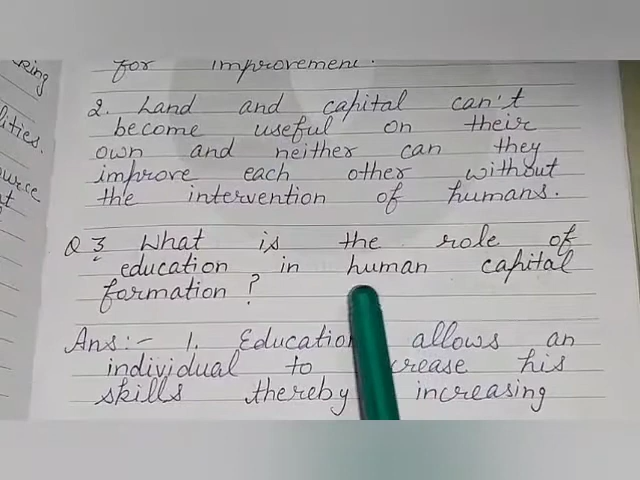 for improvement.
2. Land and capital can't
become useful on their
own and neither can they
improve each other without
the intervention of humans.
Q 3 What is the role of
education in human capital
formation ?
Ans:- 1. Education allows an
individual to crease his
skills thereby increasing